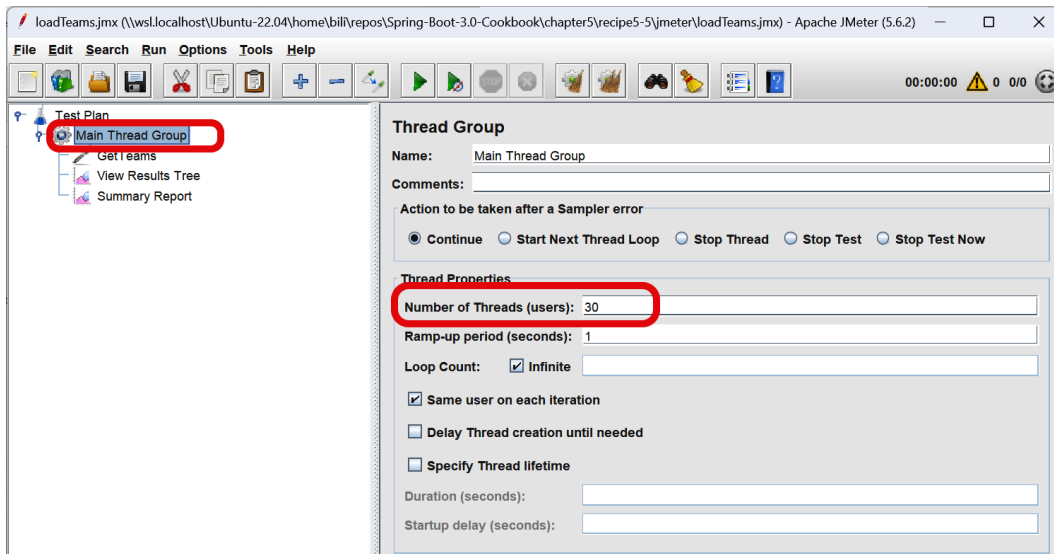 loadTeams.jmx (\\wsl.localhost\Ubuntu-22.04\home\bili\repos\Spring-Boot-3.0-Cookbook\chapter5\recipe5-5\jmeter\loadTeams.jmx) - Apache JMeter (5.6.2)
File Edit Search Run Options Tools Help
STOP 00:00:00 0 0/0
Test Plan
Main Thread Group
GetTeams
View Results Tree
Summary Report
Thread Group
Name: Main Thread Group
Comments:
Action to be taken after a Sampler error
Continue Start Next Thread Loop Stop Thread Stop Test Stop Test Now
Thread Properties
Number of Threads (users): 30
Ramp-up period (seconds): 1
Loop Count: Infinite
Same user on each iteration
Delay Thread creation until needed
Specify Thread lifetime
Duration (seconds):
Startup delay (seconds):